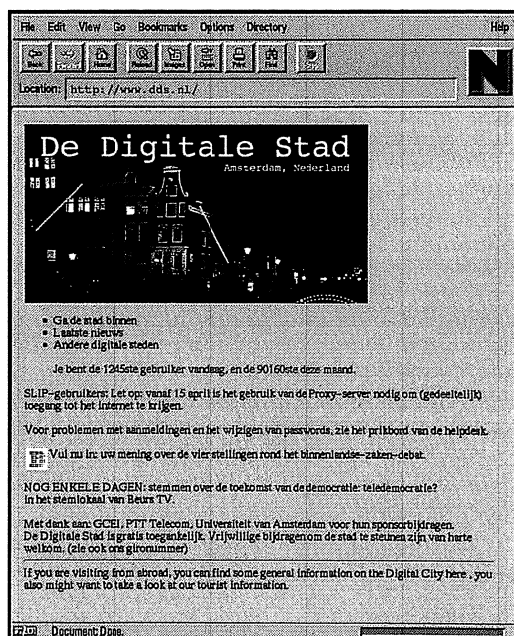 File Edit View Go Bookmarks Options Directory Help
Back Home Reload Images Open Print Find
Location: http://www.dds.nl/
N
De Digitale Stad
Amsterdam, Nederland
Ga de stad binnen
Laatste nieuws
Andere digitale steden
Je bent de 1245ste gebruiker vandaag, en de 90160ste deze maand.
SLIP-gebruikers: Let op: vanaf 15 april is het gebruik van de Proxy-server nodig om (gedeeltelijk)
toegang tot het internet te krijgen.
Voor problemen met aanmeldingen en het wijzigen van passwords, zie het prikbord van de helpdesk.
Vul nu in: uw mening over de vier stellingen rond het binnenlandse-zaken-debat.
NOG ENKELE DAGEN: stemmen over de toekomst van de democratie: teledemocratie?
in het stemlokaal van Beurs TV.
Met dank aan: GCEI, PTT Telecom, Universiteit van Amsterdam voor hun sponsorbijdragen.
De Digitale Stad is gratis toegankelijk. Vrijwillige bijdragen om de stad te steunen zijn van harte
welkom. (zie ook ons gironummer)
If you are visiting from abroad, you can find some general information on the Digital City here , you
also might want to take a look at our tourist information.
Document: Done.